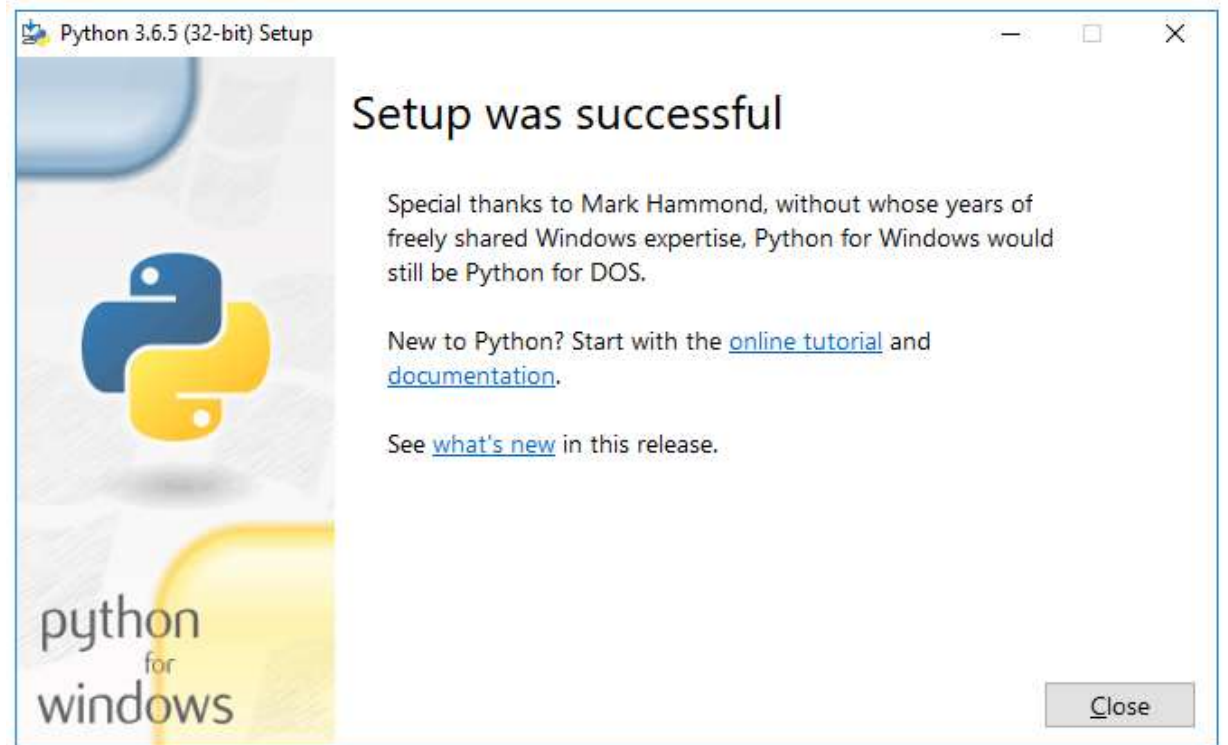 Python 3.6.5 (32-bit) Setup
Setup was successful
Special thanks to Mark Hammond, without whose years of
freely shared Windows expertise, Python for Windows would
still be Python for DOS.
New to Python? Start with the online tutorial and
documentation.
See what's new in this release.
python
for
windows
Close